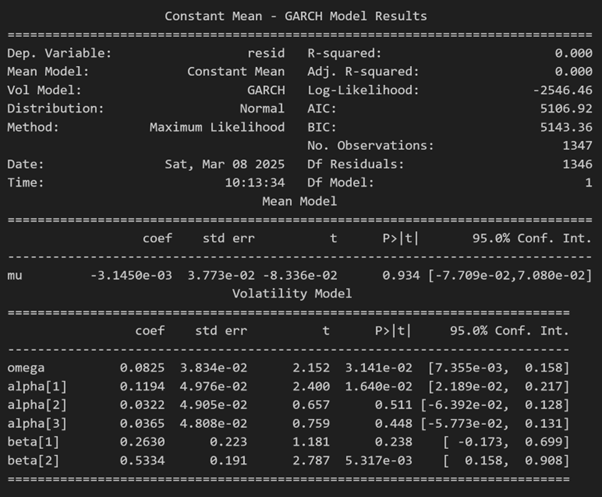 Constant Mean - GARCH Model Results
==============================================================================
Dep. Variable: resid R-squared: 0.000
Mean Model: Constant Mean Adj. R-squared: 0.000
Vol Model: GARCH Log-Likelihood: -2546.46
Distribution: Normal AIC: 5106.92
Method: Maximum Likelihood BIC: 5143.36
No. Observations: 1347
Date: Sat, Mar 08 2025 Df Residuals: 1346
Time: 10:13:34 Df Model: 1
Mean Model
==============================================================================
coef std err t P>|t| 95.0% Conf. Int.
------------------------------------------------------------------------------
mu -3.1450e-03 3.773e-02 -8.336e-02 0.934 [-7.709e-02,7.080e-02]
Volatility Model
===========================================================================
coef std err t P>|t| 95.0% Conf. Int.
---------------------------------------------------------------------------
omega 0.0825 3.834e-02 2.152 3.141e-02 [7.355e-03, 0.158]
alpha[1] 0.1194 4.976e-02 2.400 1.640e-02 [2.189e-02, 0.217]
alpha[2] 0.0322 4.905e-02 0.657 0.511 [-6.392e-02, 0.128]
alpha[3] 0.0365 4.808e-02 0.759 0.448 [-5.773e-02, 0.131]
beta[1] 0.2630 0.223 1.181 0.238 [ -0.173, 0.699]
beta[2] 0.5334 0.191 2.787 5.317e-03 [ 0.158, 0.908]
===========================================================================